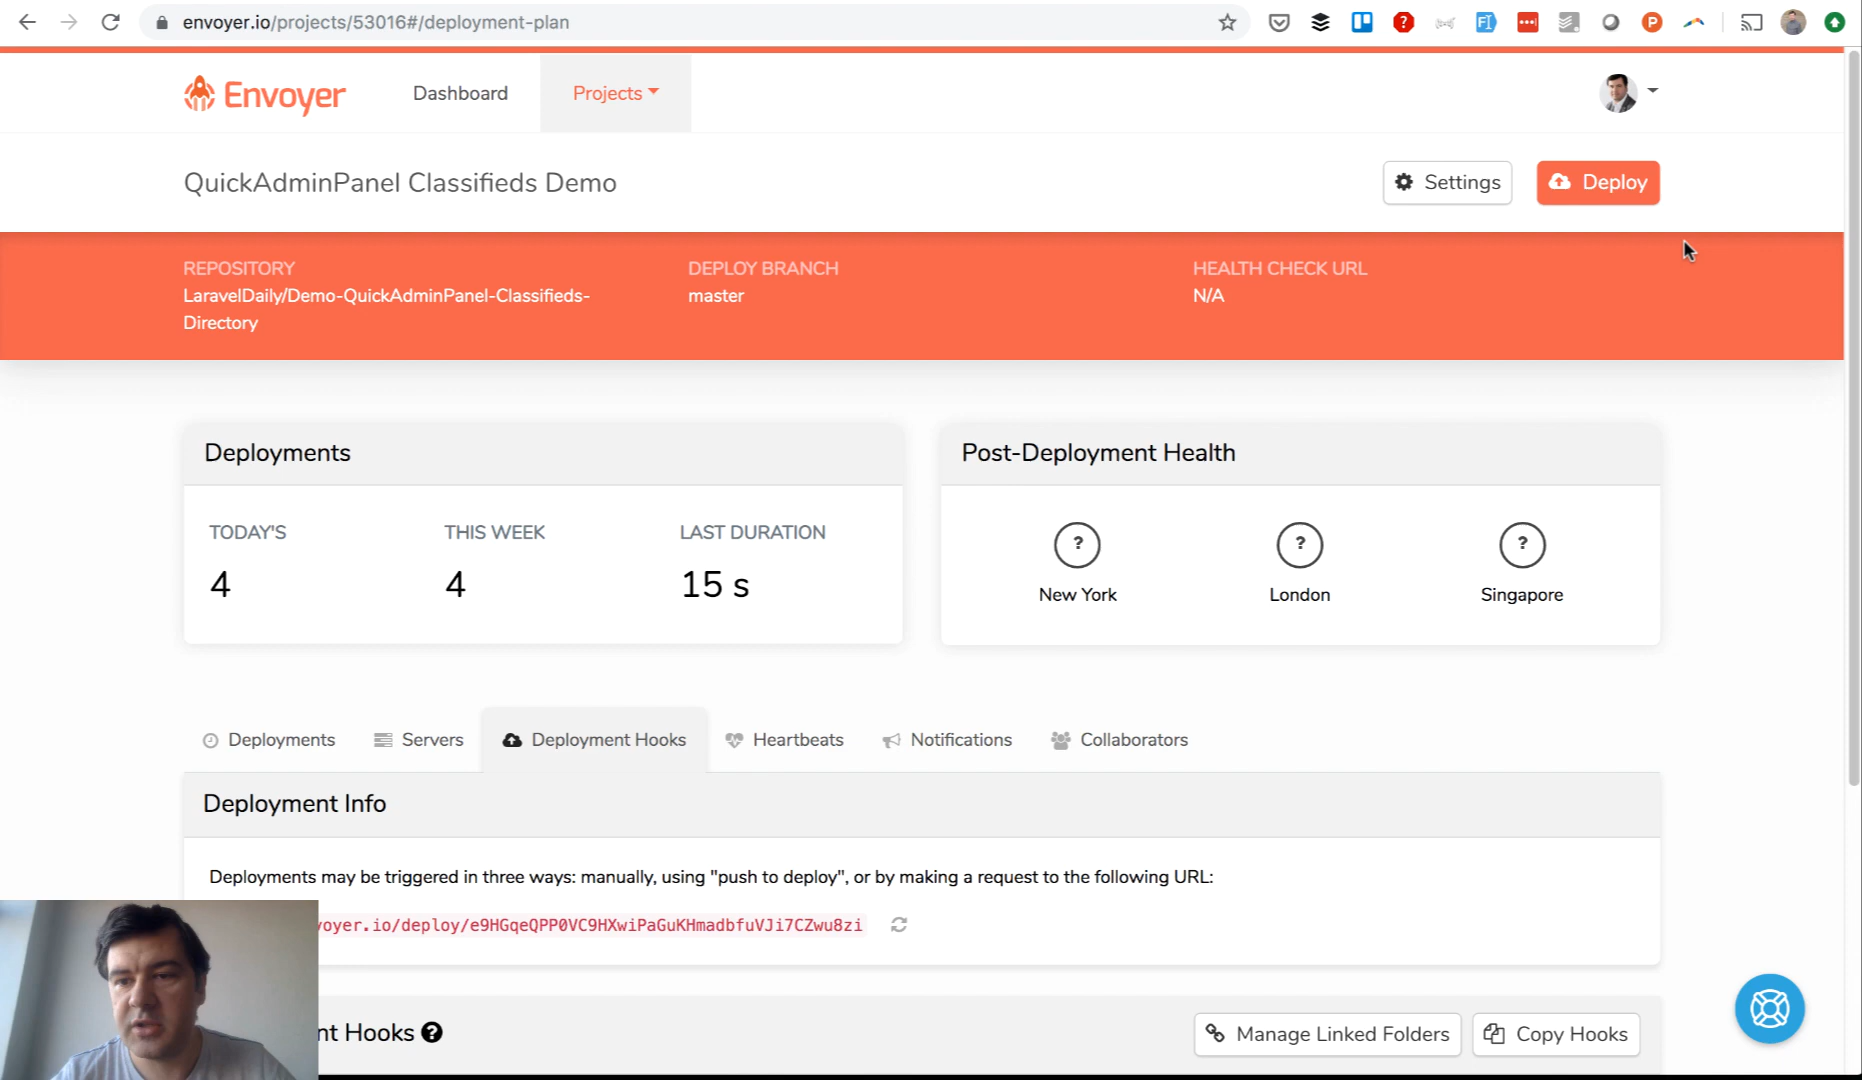 envoyer.io/projects/53016#/deployment-plan
Envoyer
Dashboard
Projects
QuickAdminPanel Classifieds Demo
Settings
Deploy
REPOSITORY
LaravelDaily/Demo-QuickAdminPanel-Classifieds-
Directory
DEPLOY BRANCH
master
HEALTH CHECK URL
N/A
Deployments
TODAY'S
4
THIS WEEK
4
LAST DURATION
15 s
Post-Deployment Health
?
New York
?
London
?
Singapore
Deployments
Servers
Deployment Hooks
Heartbeats
Notifications
Collaborators
Deployment Info
Deployments may be triggered in three ways: manually, using "push to deploy", or by making a request to the following URL:
voyer.io/deploy/e9HGqeQPP0VC9HXwiPaGuKHmadbfuVJi7CZwu8zi
nt Hooks ?
Manage Linked Folders
Copy Hooks